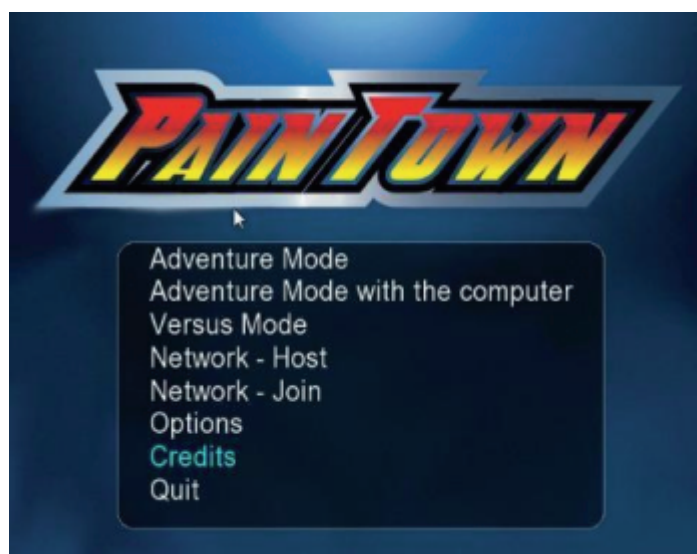 PAIN TOWN
Adventure Mode
Adventure Mode with the computer
Versus Mode
Network - Host
Network - Join
Options
Credits
Quit